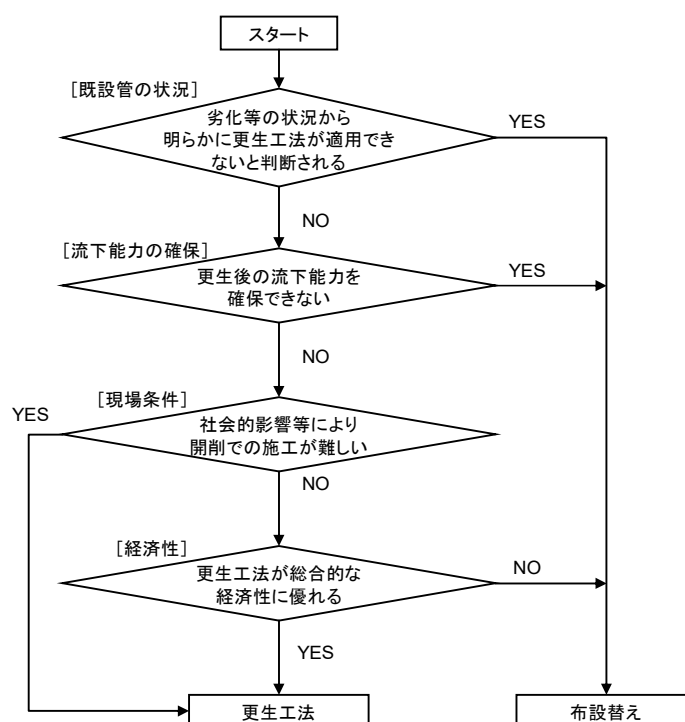 スタート
[既設管の状況]
劣化等の状況から
明らかに更生工法が適用でき
ないと判断される
YES
NO
[流下能力の確保]
更生後の流下能力を
確保できない
YES
NO
[現場条件]
YES
社会的影響等により
開削での施工が難しい
NO
[経済性]
更生工法が総合的な
経済性に優れる
NO
YES
更生工法
布設替え